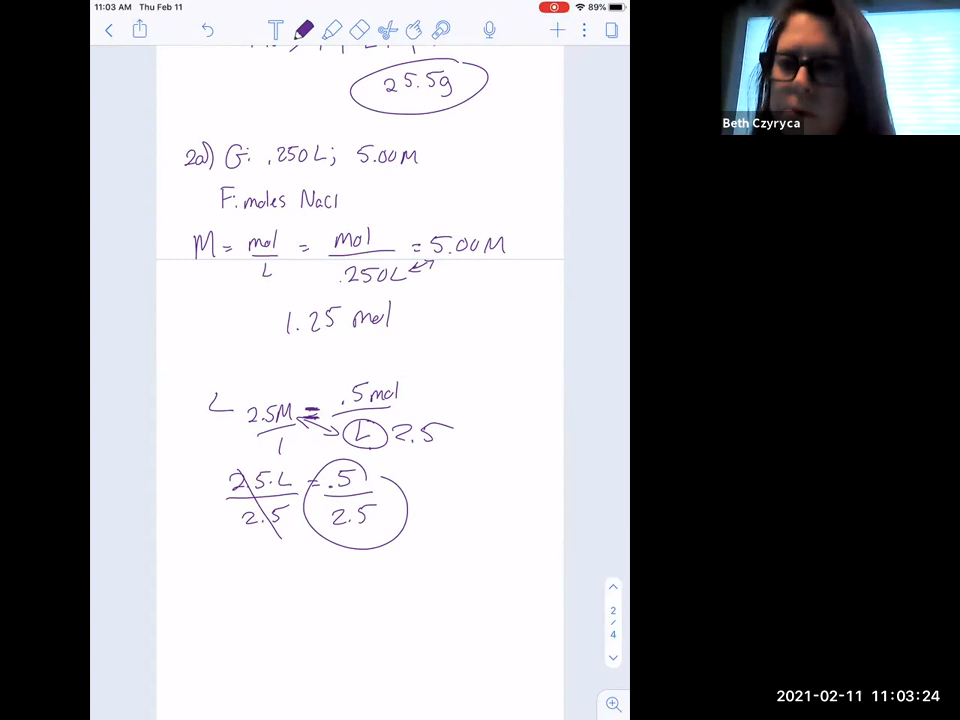 11:03 AM Thu Feb 11
89%
25.5g
Beth Czyryca
2a) G: .250L; 5.00M
F: moles NaCl
M = mol/L = mol/.250L = 5.00M
1.25 mol
L 2.5M/1 = .5mol/L 2.5
2.5·L/2.5 = .5/2.5
2
/
4
2021-02-11 11:03:24